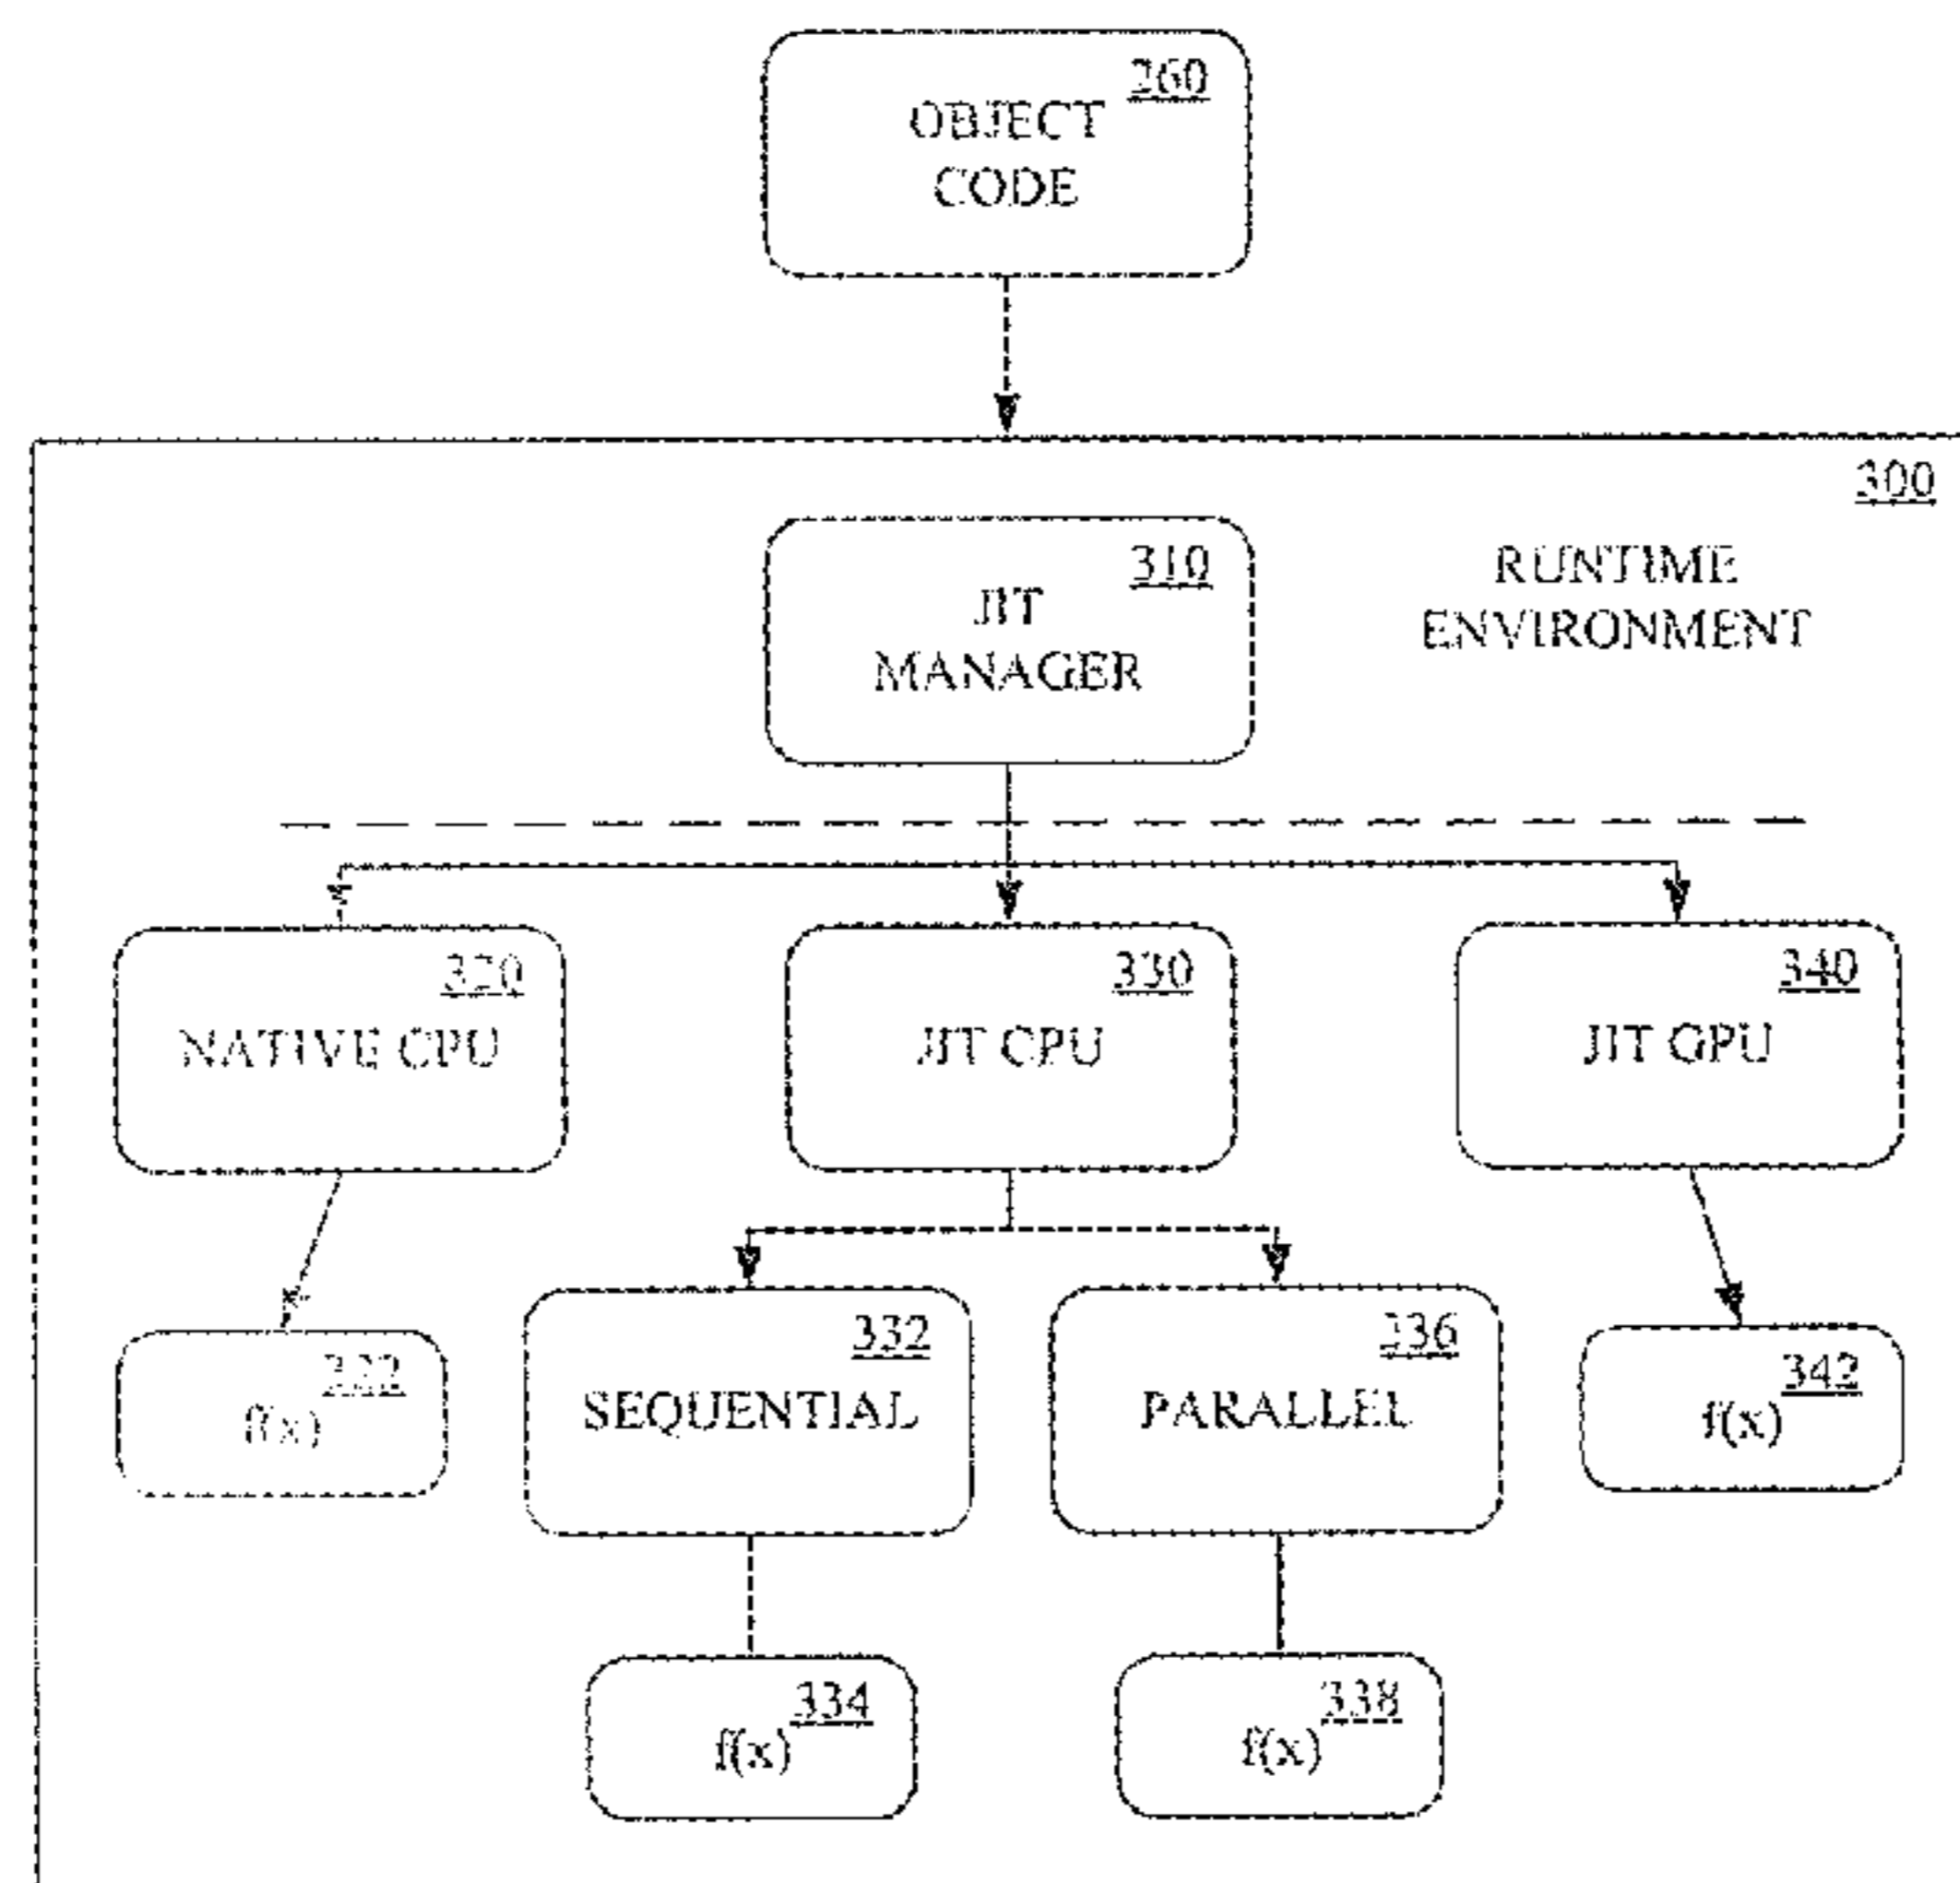 260
OBJECT
CODE
300
RUNTIME
ENVIRONMENT
310
JIT
MANAGER
320
NATIVE CPU
330
JIT CPU
340
JIT GPU
322
f(x)
332
SEQUENTIAL
336
PARALLEL
342
f(x)
334
f(x)
338
f(x)